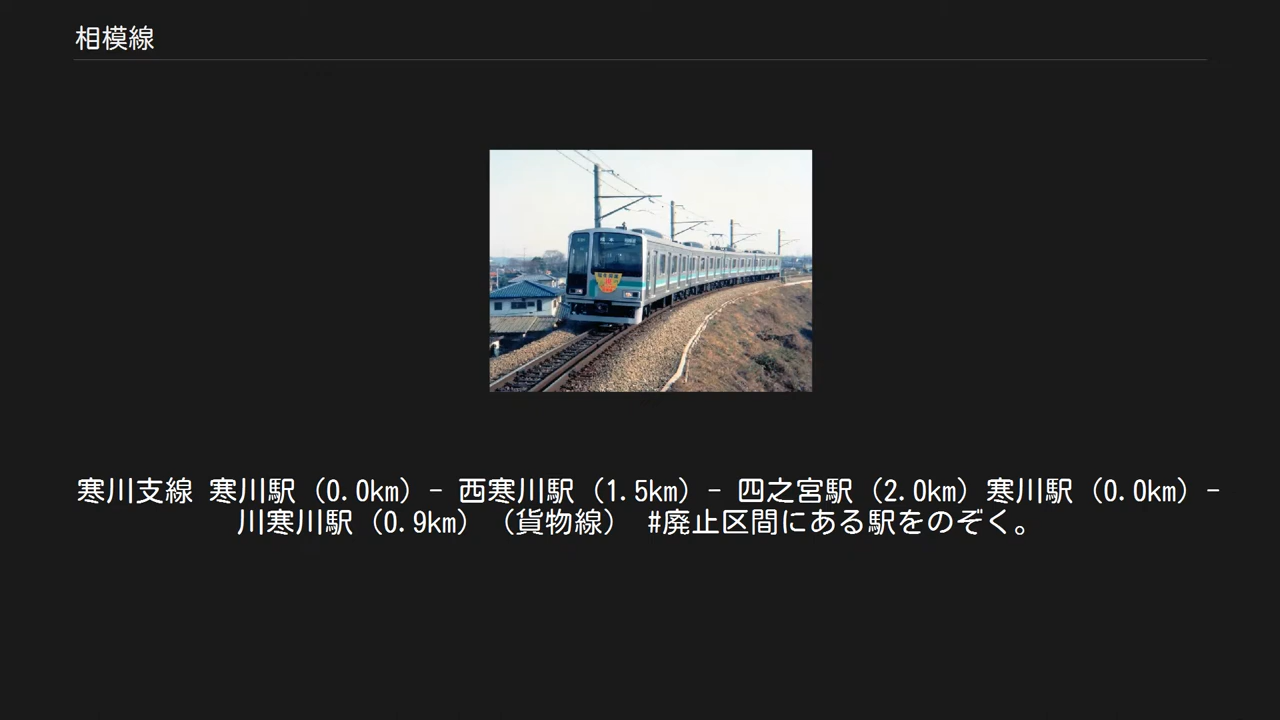 相模線
寒川支線 寒川駅（0.0km）- 西寒川駅（1.5km）- 四之宮駅（2.0km）寒川駅（0.0km）-
川寒川駅（0.9km）（貨物線） #廃止区間にある駅をのぞく。